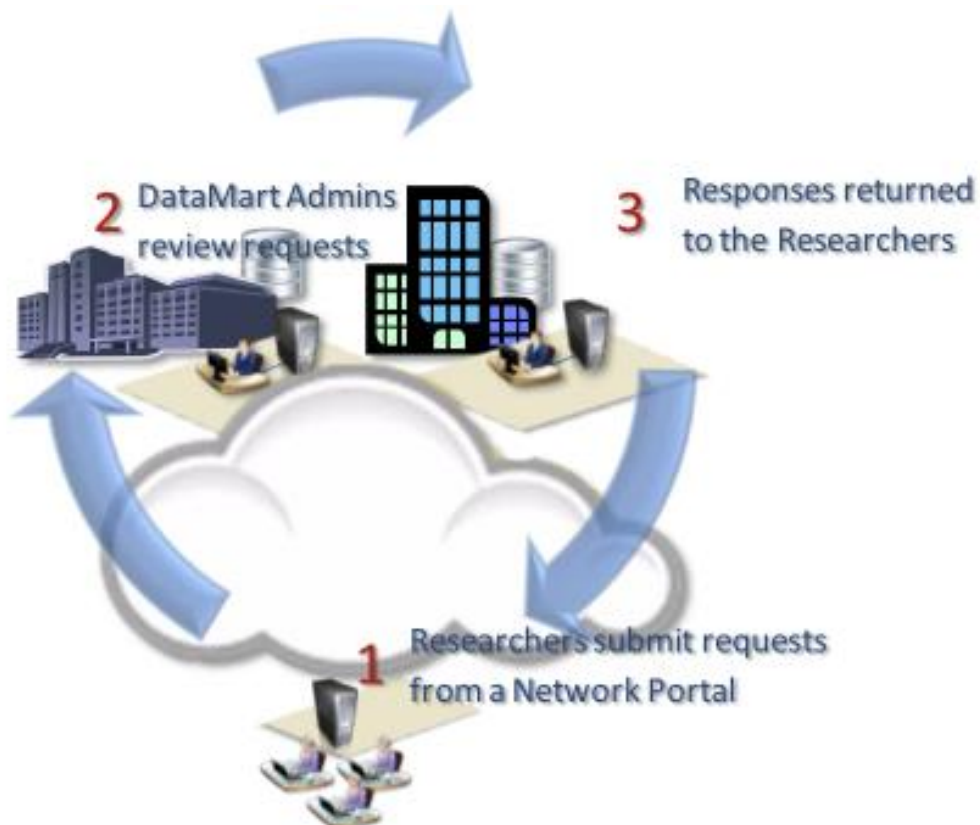 2 DataMart Admins
review requests
3 Responses returned
to the Researchers
1 Researchers submit requests
from a Network Portal